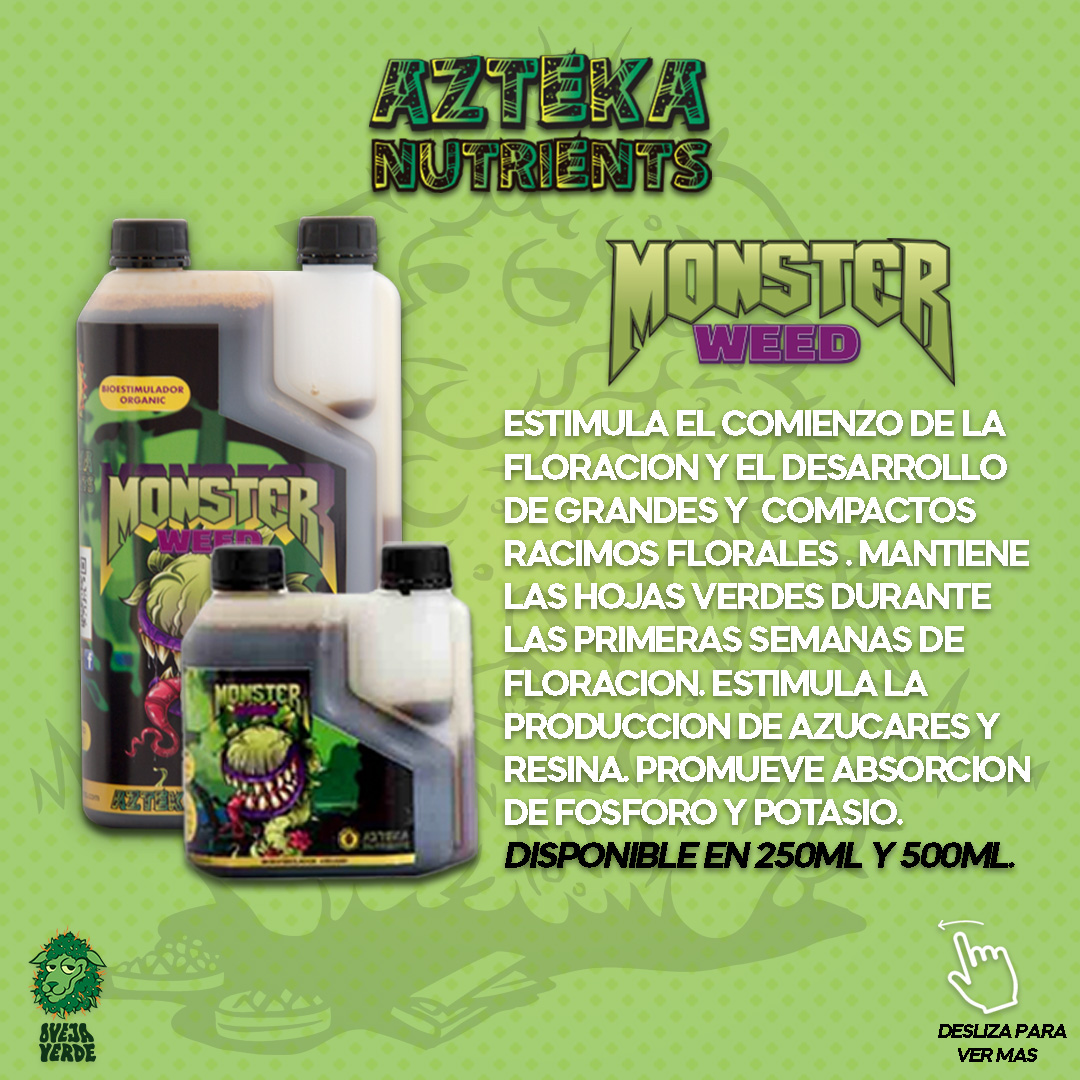 AZTEKA
NUTRIENTS
MONSTER
WEED
ESTIMULA EL COMIENZO DE LA
FLORACION Y EL DESARROLLO
DE GRANDES Y COMPACTOS
RACIMOS FLORALES . MANTIENE
LAS HOJAS VERDES DURANTE
LAS PRIMERAS SEMANAS DE
FLORACION. ESTIMULA LA
PRODUCCION DE AZUCARES Y
RESINA. PROMUEVE ABSORCION
DE FOSFORO Y POTASIO.
DISPONIBLE EN 250ML Y 500ML.
BIOESTIMULADOR
ORGANIC
MONSTER
WEED
AZTEK
MONSTER
AZTEKA
OVEJA
VERDE
DESLIZA PARA
VER MAS